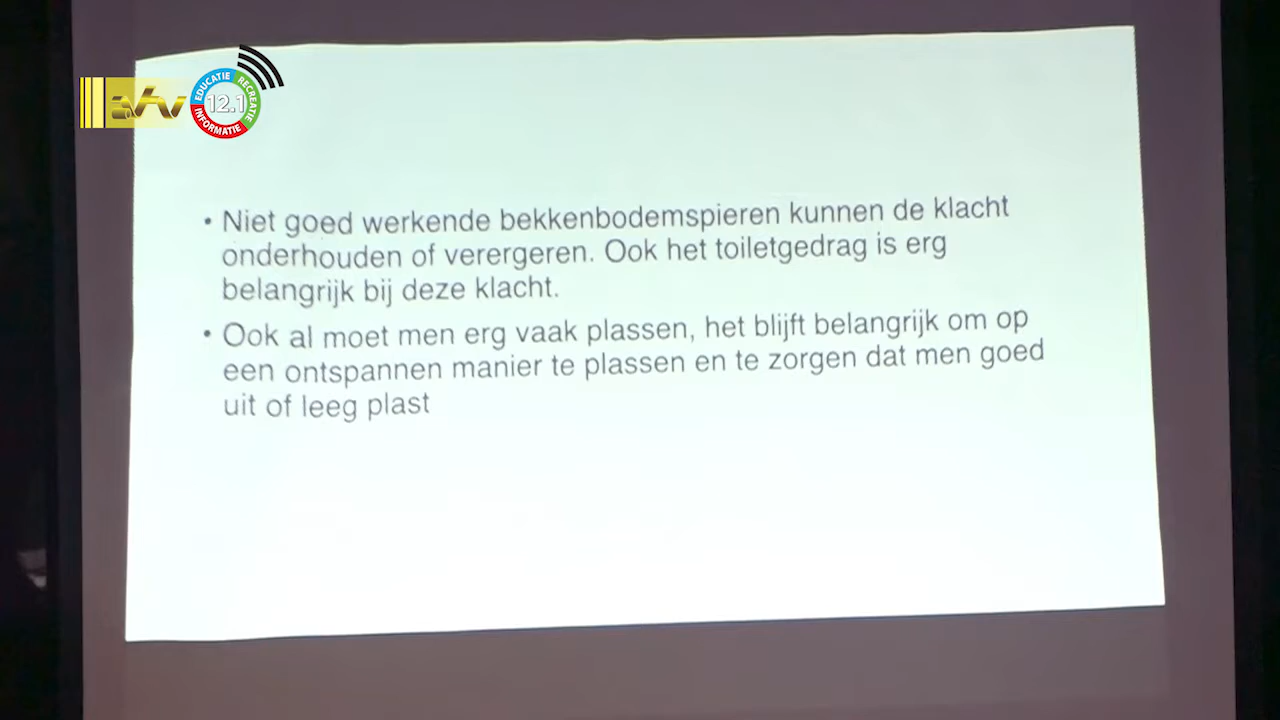 EDUCATIE
RECREATIE
INFORMATIE
12.1
• Niet goed werkende bekkenbodemspieren kunnen de klacht
onderhouden of verergeren. Ook het toiletgedrag is erg
belangrijk bij deze klacht.
• Ook al moet men erg vaak plassen, het blijft belangrijk om op
een ontspannen manier te plassen en te zorgen dat men goed
uit of leeg plast